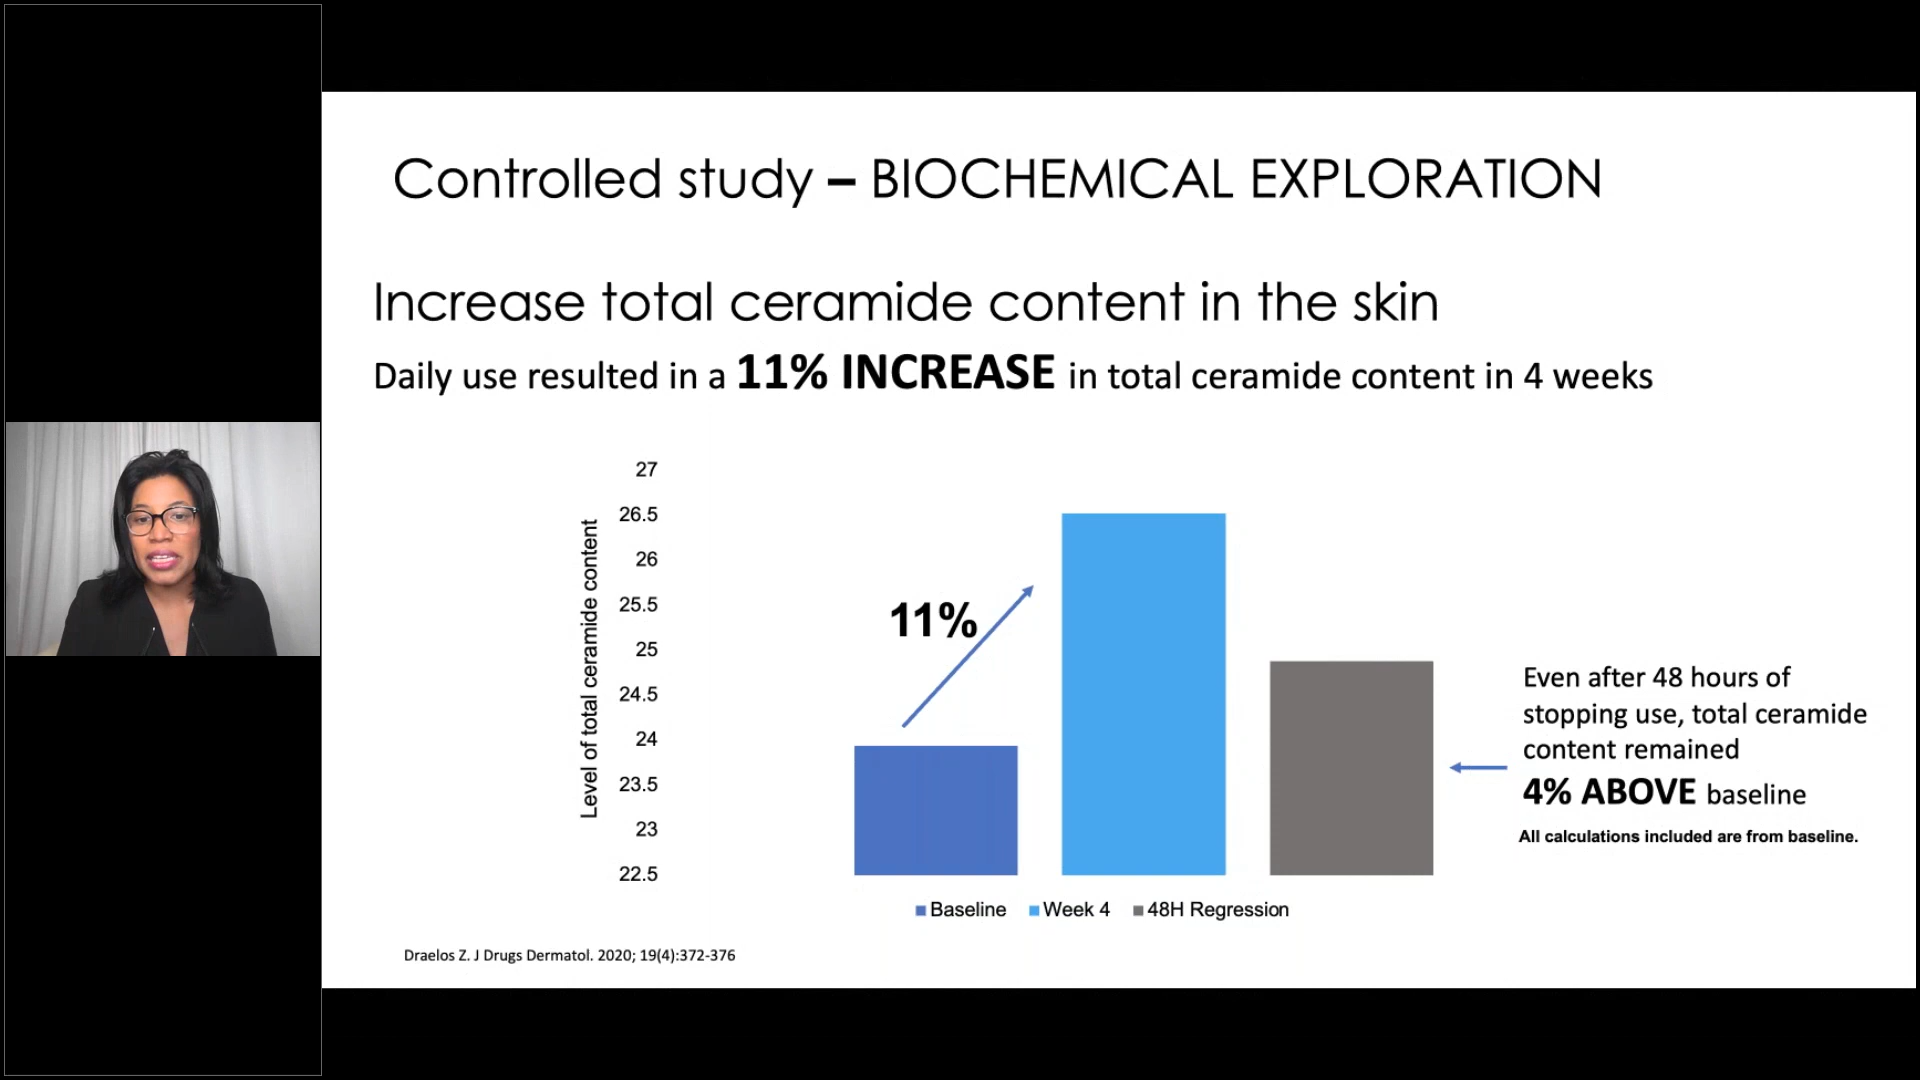 Controlled study – BIOCHEMICAL EXPLORATION
Increase total ceramide content in the skin
Daily use resulted in a 11% INCREASE in total ceramide content in 4 weeks
Level of total ceramide content
27
26.5
26
25.5
25
24.5
24
23.5
23
22.5
11%
Even after 48 hours of
stopping use, total ceramide
content remained
4% ABOVE baseline
All calculations included are from baseline.
Baseline Week 4 48H Regression
Draelos Z. J Drugs Dermatol. 2020; 19(4):372-376